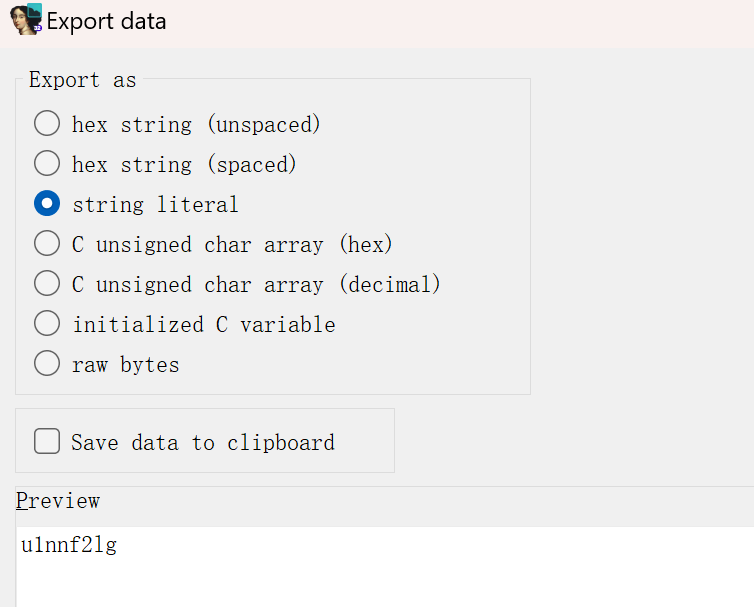 Export data
Export as
hex string (unspaced)
hex string (spaced)
string literal
C unsigned char array (hex)
C unsigned char array (decimal)
initialized C variable
raw bytes
Save data to clipboard
Preview
u1nnf2lg